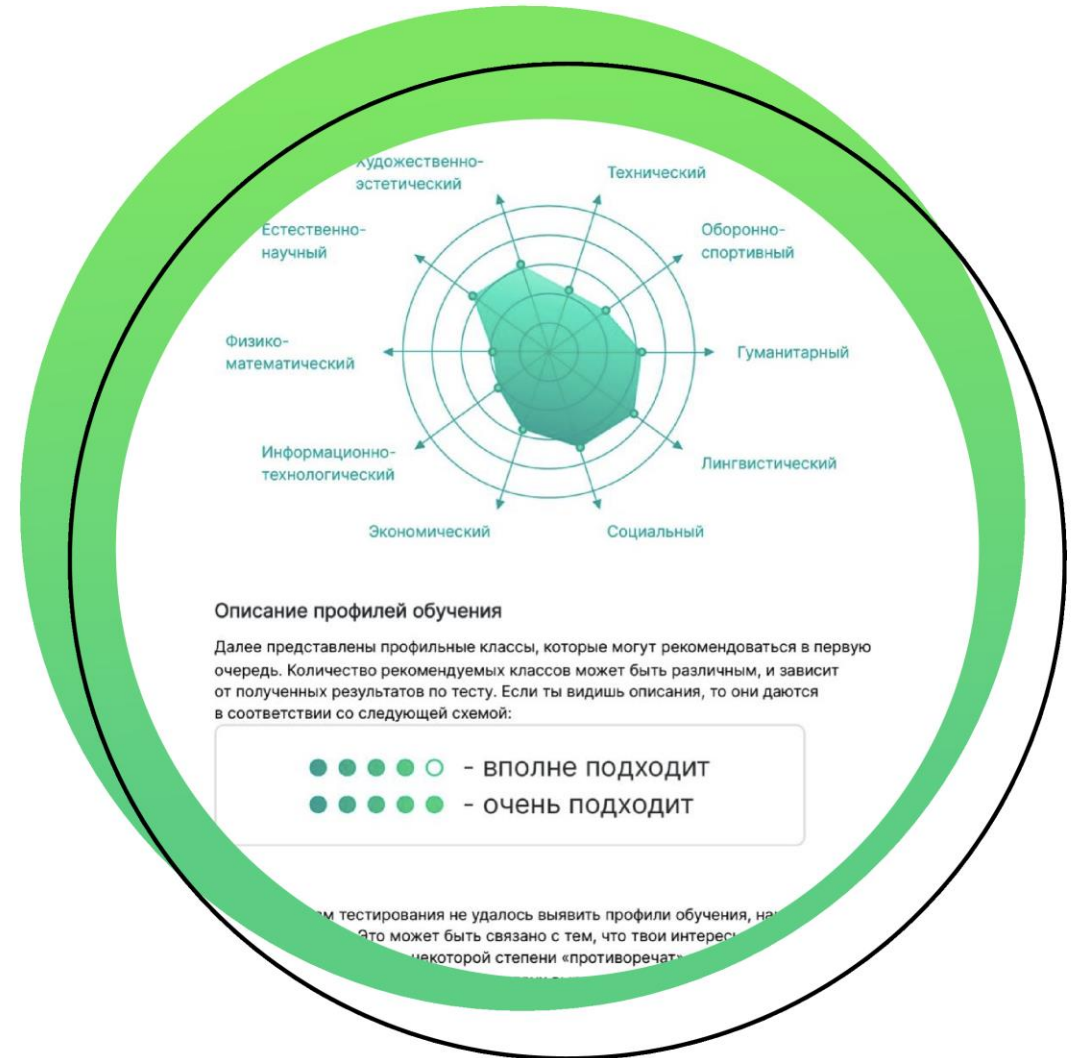 Художественно-
эстетический
Технический
Естественно-
научный
Оборонно-
спортивный
Физико-
математический
Гуманитарный
Информационно-
технологический
Лингвистический
Экономический
Социальный
Описание профилей обучения
Далее представлены профильные классы, которые могут рекомендоваться в первую
очередь. Количество рекомендуемых классов может быть различным, и зависит
от полученных результатов по тесту. Если ты видишь описания, то они даются
в соответствии со следующей схемой:
- вполне подходит
- очень подходит
тестирования не удалось выявить профили обучения,
Это может быть связано с тем, что твои
некоторой степени «противоречат»